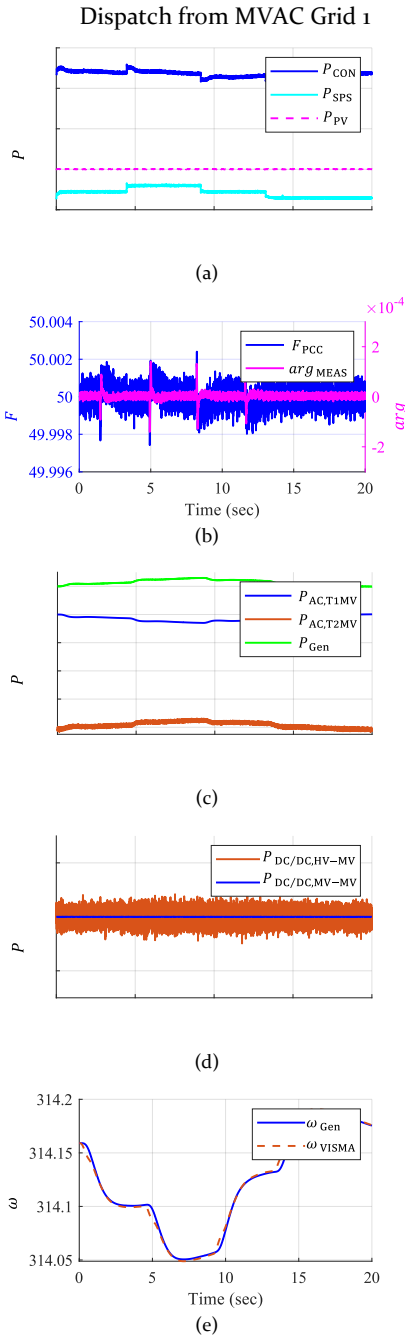 Dispatch from MVAC Grid 1
P_CON
P_SPS
P_PV
P
(a)
×10⁻⁴
50.004
50.002
50
49.998
49.996
F
F_PCC
arg_MEAS
2
0
-2
arg
0 5 10 15 20
Time (sec)
(b)
P_AC,T1MV
P_AC,T2MV
P_Gen
P
(c)
P_DC/DC,HV−MV
P_DC/DC,MV−MV
P
(d)
314.2
314.15
314.1
314.05
ω
ω_Gen
ω_VISMA
0 5 10 15 20
Time (sec)
(e)